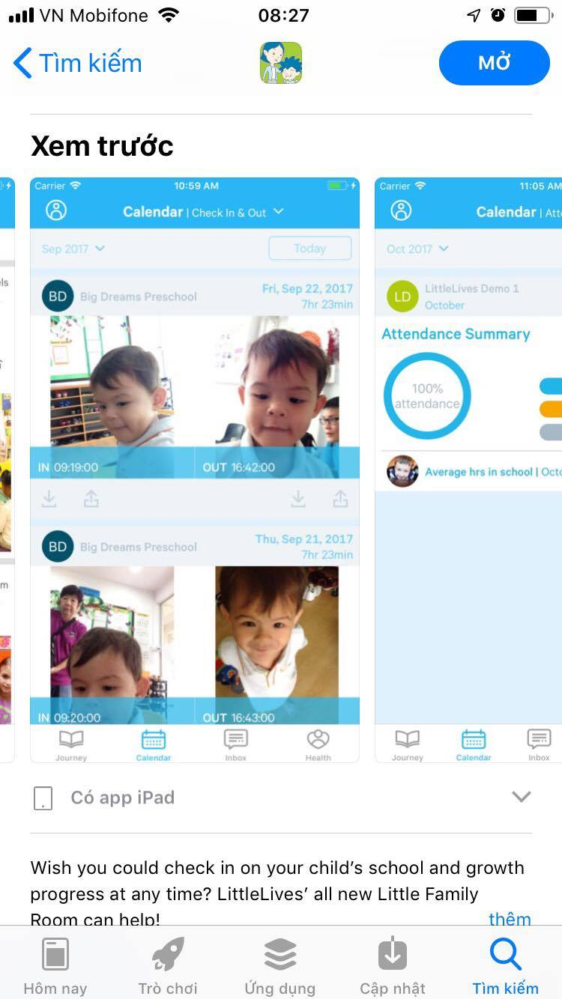 VN Mobifone 08:27
Tìm kiếm
MỞ
Xem trước
Carrier 10:59 AM
Calendar | Check In & Out
Sep 2017 Today
BD Big Dreams Preschool Fri, Sep 22, 2017
7hr 23min
IN 09:19:00 OUT 16:42:00
BD Big Dreams Preschool Thu, Sep 21, 2017
7hr 23min
IN 09:20:00 OUT 16:43:00
Journey Calendar Inbox Health
Carrier 11:05 AM
Calendar | Att
Oct 2017
LD LittleLives Demo 1
October
Attendance Summary
100%
attendance
Average hrs in school | Octo
Journey Calendar Inbox
Có app iPad
Wish you could check in on your child's school and growth
progress at any time? LittleLives' all new Little Family
Room can help! thêm
Hôm nay Trò chơi Ứng dụng Cập nhật Tìm kiếm